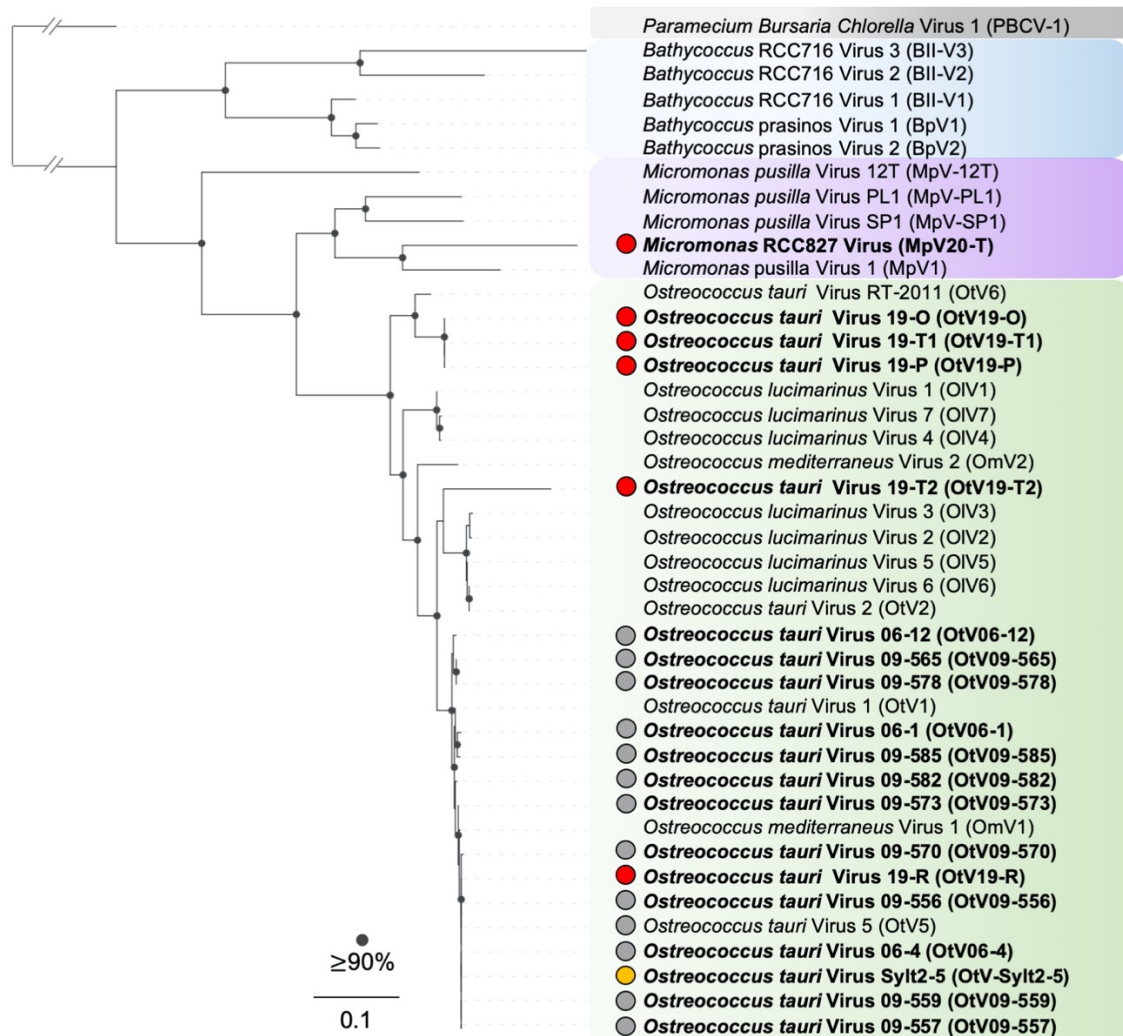 Paramecium Bursaria Chlorella Virus 1 (PBCV-1)
Bathycoccus RCC716 Virus 3 (BII-V3)
Bathycoccus RCC716 Virus 2 (BII-V2)
Bathycoccus RCC716 Virus 1 (BII-V1)
Bathycoccus prasinos Virus 1 (BpV1)
Bathycoccus prasinos Virus 2 (BpV2)
Micromonas pusilla Virus 12T (MpV-12T)
Micromonas pusilla Virus PL1 (MpV-PL1)
Micromonas pusilla Virus SP1 (MpV-SP1)
Micromonas RCC827 Virus (MpV20-T)
Micromonas pusilla Virus 1 (MpV1)
Ostreococcus tauri Virus RT-2011 (OtV6)
Ostreococcus tauri Virus 19-O (OtV19-O)
Ostreococcus tauri Virus 19-T1 (OtV19-T1)
Ostreococcus tauri Virus 19-P (OtV19-P)
Ostreococcus lucimarinus Virus 1 (OlV1)
Ostreococcus lucimarinus Virus 7 (OlV7)
Ostreococcus lucimarinus Virus 4 (OlV4)
Ostreococcus mediterraneus Virus 2 (OmV2)
Ostreococcus tauri Virus 19-T2 (OtV19-T2)
Ostreococcus lucimarinus Virus 3 (OlV3)
Ostreococcus lucimarinus Virus 2 (OlV2)
Ostreococcus lucimarinus Virus 5 (OlV5)
Ostreococcus lucimarinus Virus 6 (OlV6)
Ostreococcus tauri Virus 2 (OtV2)
Ostreococcus tauri Virus 06-12 (OtV06-12)
Ostreococcus tauri Virus 09-565 (OtV09-565)
Ostreococcus tauri Virus 09-578 (OtV09-578)
Ostreococcus tauri Virus 1 (OtV1)
Ostreococcus tauri Virus 06-1 (OtV06-1)
Ostreococcus tauri Virus 09-585 (OtV09-585)
Ostreococcus tauri Virus 09-582 (OtV09-582)
Ostreococcus tauri Virus 09-573 (OtV09-573)
Ostreococcus mediterraneus Virus 1 (OmV1)
Ostreococcus tauri Virus 09-570 (OtV09-570)
Ostreococcus tauri Virus 19-R (OtV19-R)
Ostreococcus tauri Virus 09-556 (OtV09-556)
Ostreococcus tauri Virus 5 (OtV5)
Ostreococcus tauri Virus 06-4 (OtV06-4)
Ostreococcus tauri Virus Sylt2-5 (OtV-Sylt2-5)
Ostreococcus tauri Virus 09-559 (OtV09-559)
Ostreococcus tauri Virus 09-557 (OtV09-557)
≥90%
0.1